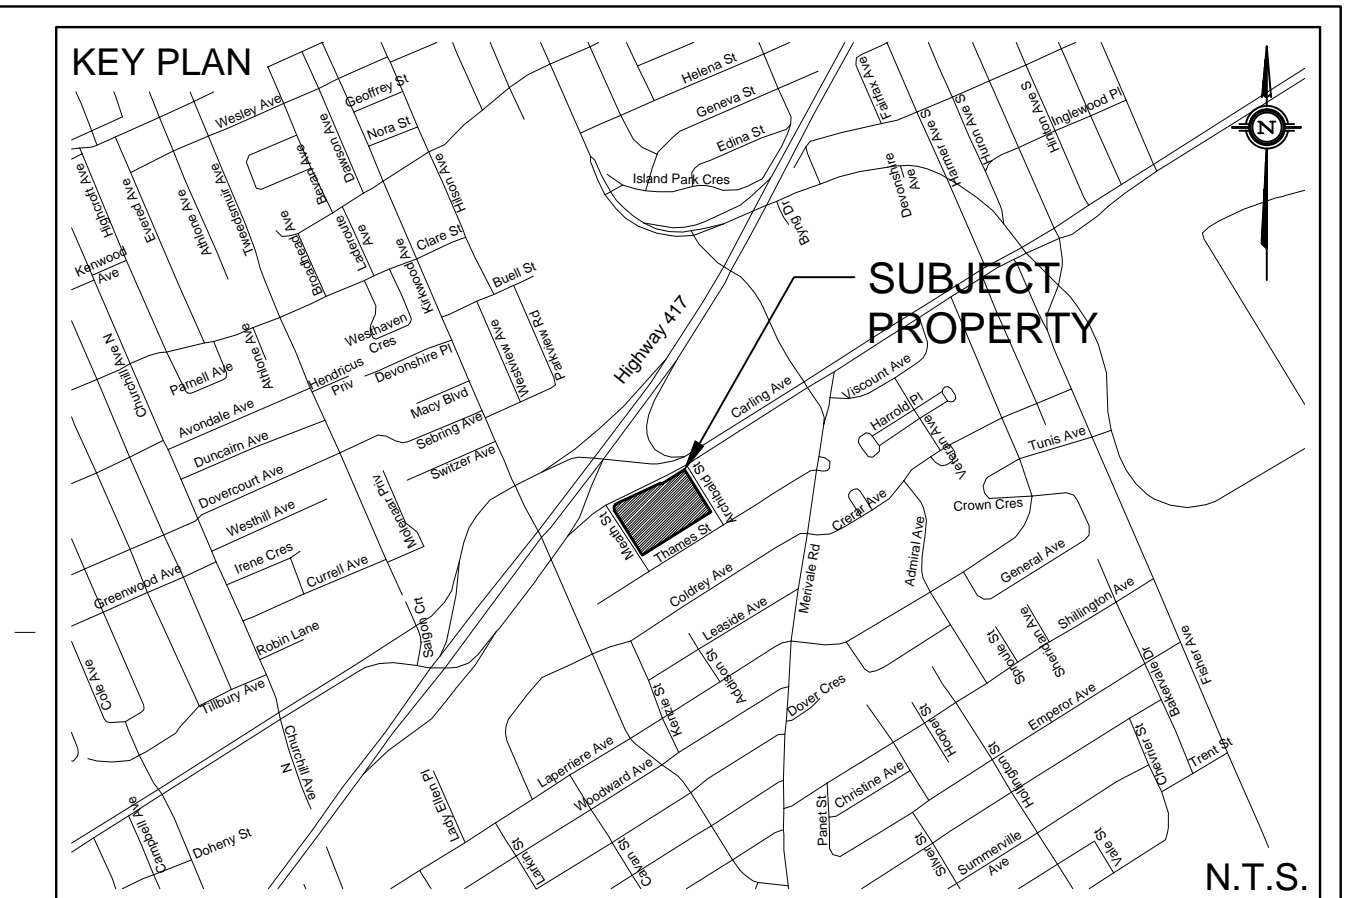 KEY PLAN
Helena St
Fairfax Ave
Geoffrey St
Wesley Ave
Geneva St
Nora St
Edina St
Dawson Ave
Bevan Ave
Harmer Ave S
Huron Ave S
Hinton Ave S
Inglewood Pl
N
Island Park Cres
Devonshire
Ave
Highcroft Ave
Evered Ave
Athlone Ave
Tweedsmuir Ave
Hilson Ave
Broadhead Ave
Laderoute
Ave
Clare St
Byng Dr
Kenwood
Ave
Kirkwood Ave
Buell St
SUBJECT
PROPERTY
Highway 417
Churchill Ave N
Athlone Ave
Westhaven
Cres
Westview Ave
Parkview Rd
Parnell Ave
Hendricus
Priv
Devonshire Pl
Carling Ave
Viscount Ave
Macy Blvd
Harrold Pl
Avondale Ave
Sebring Ave
Veteran Ave
Tunis Ave
Duncairn Ave
Switzer Ave
Dovercourt Ave
Molenaar Priv
Archibald St
Westhill Ave
Meath St
Thames St
Crerar Ave
Crown Cres
Irene Cres
Currell Ave
Admiral Ave
General Ave
Greenwood Ave
Coldrey Ave
Merivale Rd
Leaside Ave
Shillington Ave
Robin Lane
Saigon Crt
Sproule St
Sheridan Ave
Fisher Ave
Cole Ave
Tillbury Ave
Addison St
Kenzie St
Dover Cres
Bakervale Dr
Emperor Ave
Hooper St
Churchill Ave
N
Laperriere Ave
Chevrier St
Trent St
Woodward Ave
Christine Ave
Hollington St
Campbell Ave
Doheny St
Lady Ellen Pl
Larkin St
Cavan St
Panet St
Silver St
Summerville
Ave
Vale St
N.T.S.